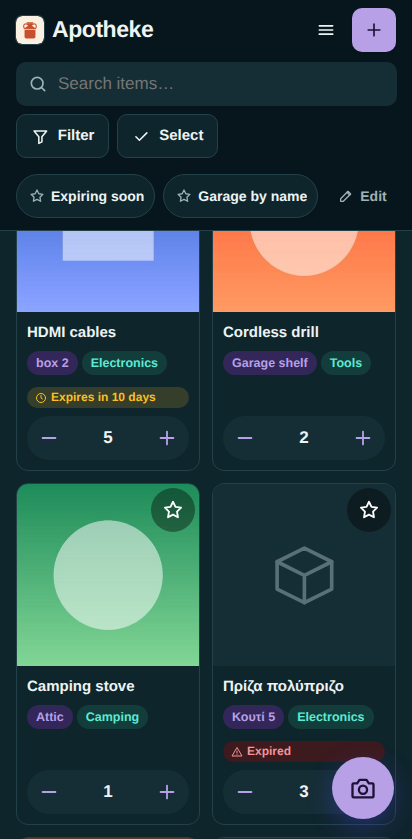 Apotheke
Search items…
Filter
Select
Expiring soon
Garage by name
Edit
HDMI cables
box 2
Electronics
Expires in 10 days
5
Cordless drill
Garage shelf
Tools
2
Camping stove
Attic
Camping
1
Πρίζα πολύπριζο
Κουτί 5
Electronics
Expired
3